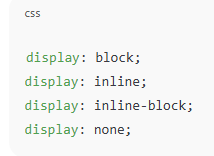 css
display: block;
display: inline;
display: inline-block;
display: none;